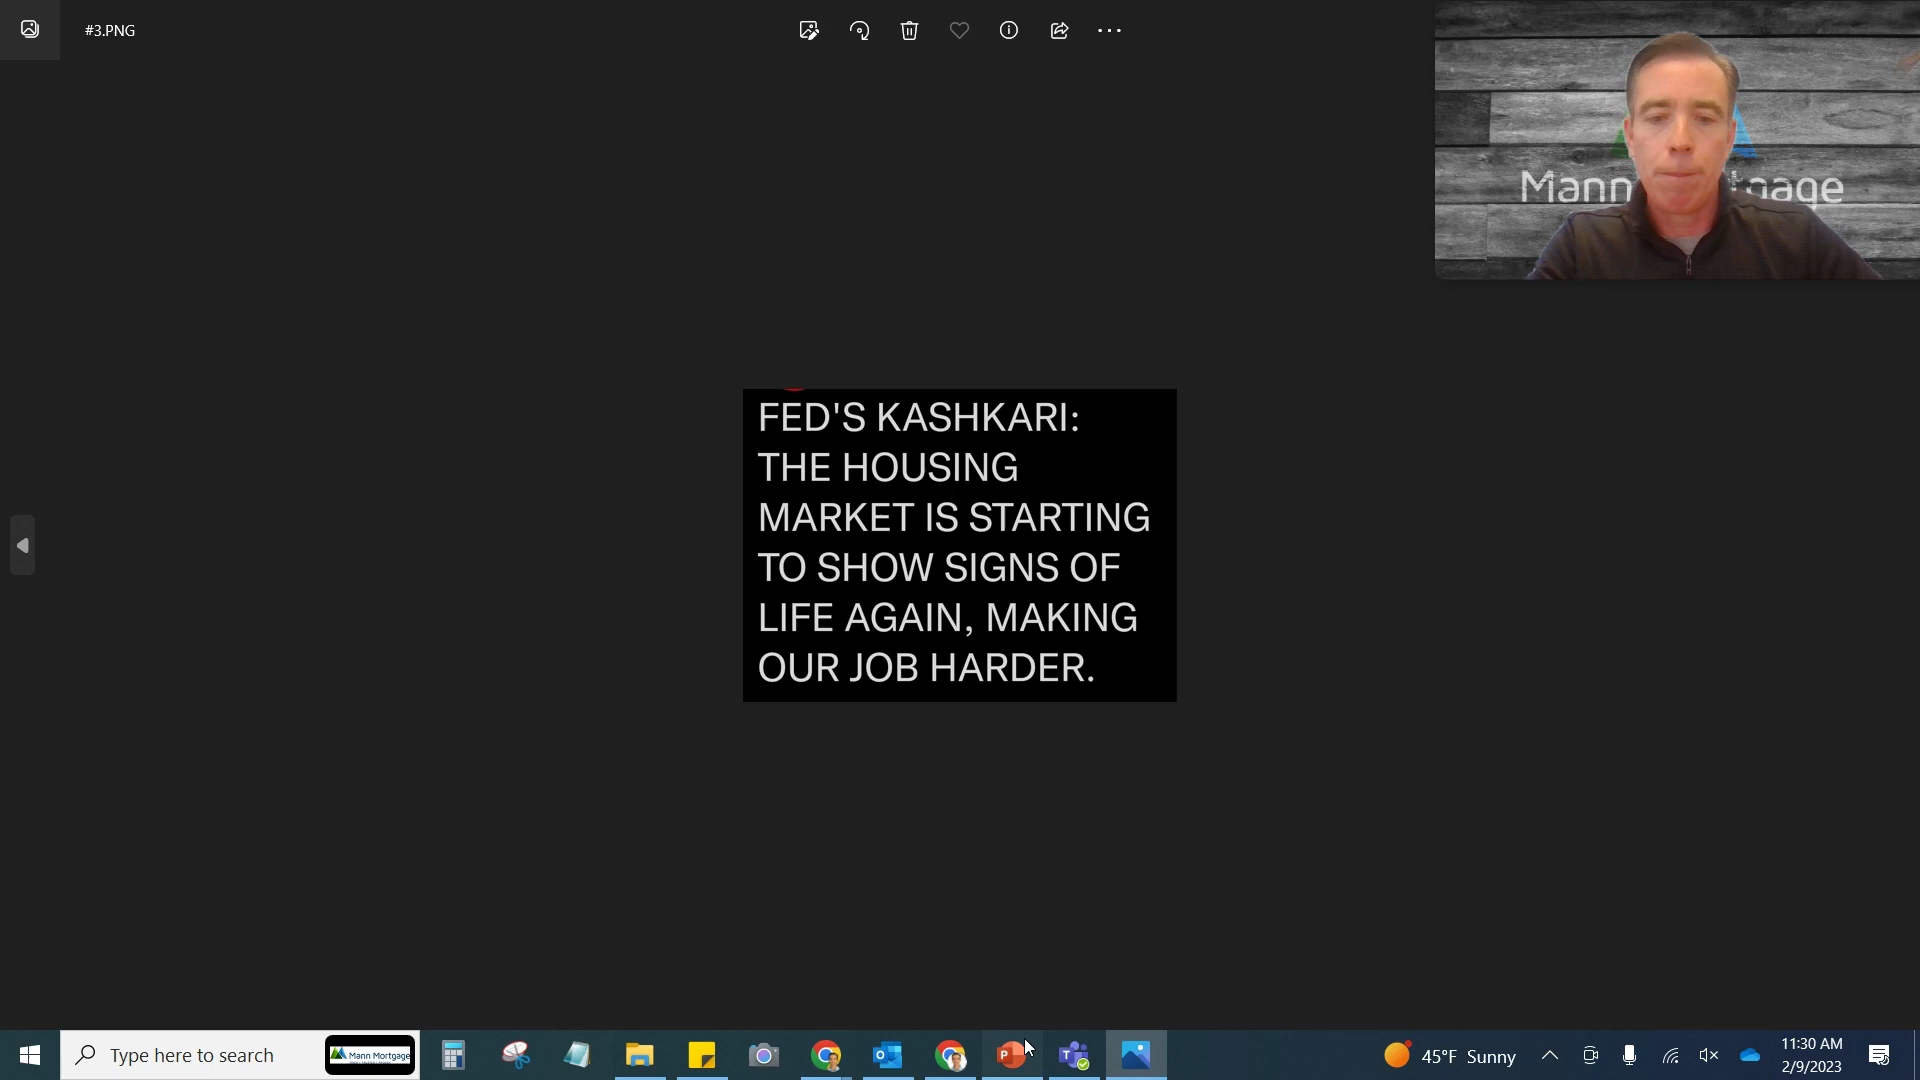 #3.PNG
Mann
FED'S KASHKARI:
THE HOUSING
MARKET IS STARTING
TO SHOW SIGNS OF
LIFE AGAIN, MAKING
OUR JOB HARDER.
Type here to search
Mann Mortgage
45°F Sunny
11:30 AM
2/9/2023